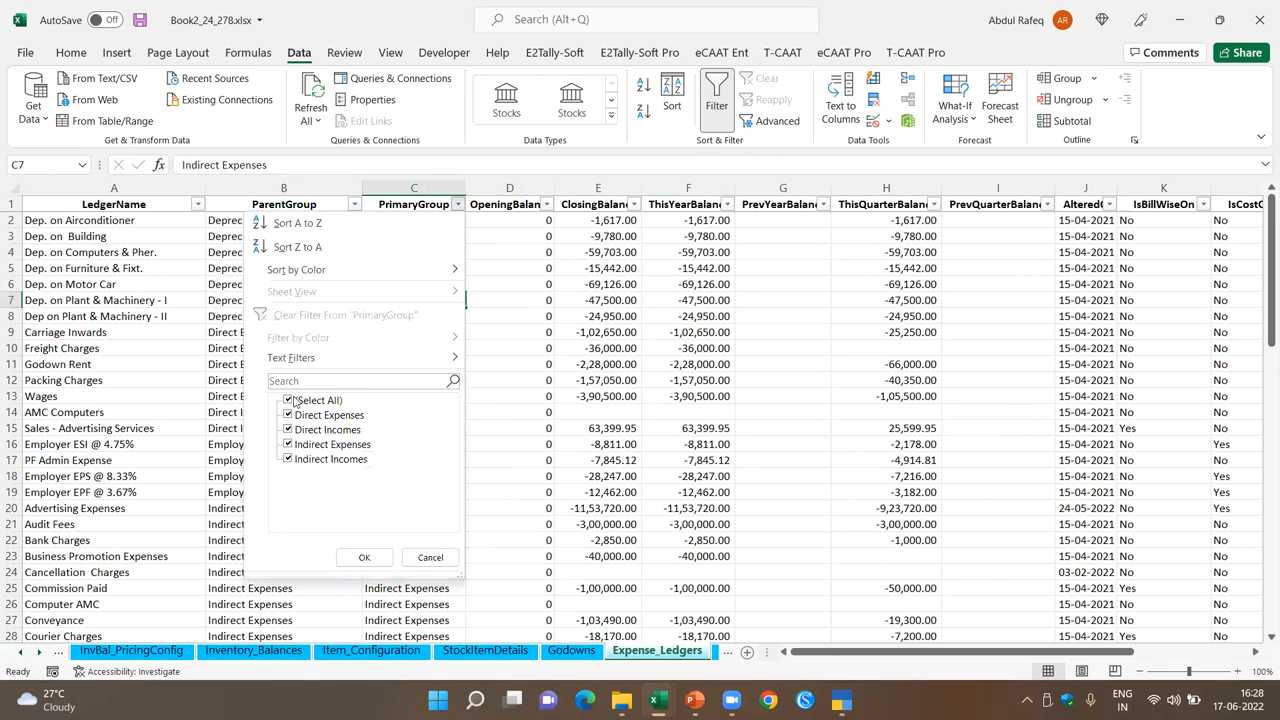 AutoSave Off Book2_24_278.xlsx Search (Alt+Q) Abdul Rafeq AR
File Home Insert Page Layout Formulas Data Review View Developer Help E2Tally-Soft E2Tally-Soft Pro eCAAT Ent T-CAAT eCAAT Pro T-CAAT Pro Comments Share
Get Data From Text/CSV Recent Sources Refresh All Queries & Connections Stocks Stocks Sort Filter Clear Text to Columns What-If Analysis Forecast Sheet Group
From Web Existing Connections Properties Reapply Ungroup
From Table/Range Edit Links Advanced Subtotal
Get & Transform Data Queries & Connections Data Types Sort & Filter Data Tools Forecast Outline
C7 fx Indirect Expenses
A B C D E F G H I J K
1 LedgerName ParentGroup PrimaryGroup OpeningBalan ClosingBalanc ThisYearBalanc PrevYearBalanc ThisQuarterBalanc PrevQuarterBalanc AlteredO IsBillWiseOn IsCostC
2 Dep. on Airconditioner Deprec -1,617.00 -1,617.00 -1,617.00 15-04-2021 No No
3 Dep. on Building Deprec 0 -9,780.00 -9,780.00 -9,780.00 15-04-2021 No No
4 Dep. on Computers & Pher. Deprec 0 -59,703.00 -59,703.00 -59,703.00 15-04-2021 No No
5 Dep. on Furniture & Fixt. Deprec 0 -15,442.00 -15,442.00 -15,442.00 15-04-2021 No No
6 Dep. on Motor Car Deprec 0 -69,126.00 -69,126.00 -69,126.00 15-04-2021 No No
7 Dep. on Plant & Machinery - I Deprec 0 -47,500.00 -47,500.00 -47,500.00 15-04-2021 No No
8 Dep on Plant & Machinery - II Deprec 0 -24,950.00 -24,950.00 -24,950.00 15-04-2021 No No
9 Carriage Inwards Direct E 0 -1,02,650.00 -1,02,650.00 -25,250.00 15-04-2021 No No
10 Freight Charges Direct E 0 -36,000.00 -36,000.00 15-04-2021 No No
11 Godown Rent Direct E 0 -2,28,000.00 -2,28,000.00 -66,000.00 15-04-2021 No No
12 Packing Charges Direct E 0 -1,57,050.00 -1,57,050.00 -40,350.00 15-04-2021 No No
13 Wages Direct E 0 -3,90,500.00 -3,90,500.00 -1,05,500.00 15-04-2021 No No
14 AMC Computers Direct I 0 15-04-2021 No No
15 Sales - Advertising Services Direct I 0 63,399.95 63,399.95 25,599.95 15-04-2021 Yes No
16 Employer ESI @ 4.75% Employ 0 -8,811.00 -8,811.00 -2,178.00 15-04-2021 No Yes
17 PF Admin Expense Employ 0 -7,845.12 -7,845.12 -4,914.81 15-04-2021 No No
18 Employer EPS @ 8.33% Employ 0 -28,247.00 -28,247.00 -7,216.00 15-04-2021 No Yes
19 Employer EPF @ 3.67% Employ 0 -12,462.00 -12,462.00 -3,182.00 15-04-2021 No Yes
20 Advertising Expenses Indirect 0 -11,53,720.00 -11,53,720.00 -9,23,720.00 24-05-2022 No Yes
21 Audit Fees Indirect 0 -3,00,000.00 -3,00,000.00 -3,00,000.00 15-04-2021 No No
22 Bank Charges Indirect 0 -2,850.00 -2,850.00 -1,000.00 15-04-2021 No No
23 Business Promotion Expenses Indirect 0 -40,000.00 -40,000.00 15-04-2021 No No
24 Cancellation Charges Indirect 0 03-02-2022 No No
25 Commission Paid Indirect Expenses Indirect Expenses 0 -1,00,000.00 -1,00,000.00 -50,000.00 15-04-2021 Yes No
26 Computer AMC Indirect Expenses Indirect Expenses 0 15-04-2021 No No
27 Conveyance Indirect Expenses Indirect Expenses 0 -1,03,490.00 -1,03,490.00 -19,300.00 15-04-2021 No No
28 Courier Charges Indirect Expenses Indirect Expenses 0 -18,170.00 -18,170.00 -7,200.00 15-04-2021 Yes No
Sort A to Z
Sort Z to A
Sort by Color
Sheet View
Clear Filter From "PrimaryGroup"
Filter by Color
Text Filters
Search
(Select All)
Direct Expenses
Direct Incomes
Indirect Expenses
Indirect Incomes
OK Cancel
... InvBal_PricingConfig Inventory_Balances Item_Configuration StockItemDetails Godowns Expense_Ledgers ...
Ready Accessibility: Investigate 100%
27°C ENG 16:28
Cloudy IN 17-06-2022